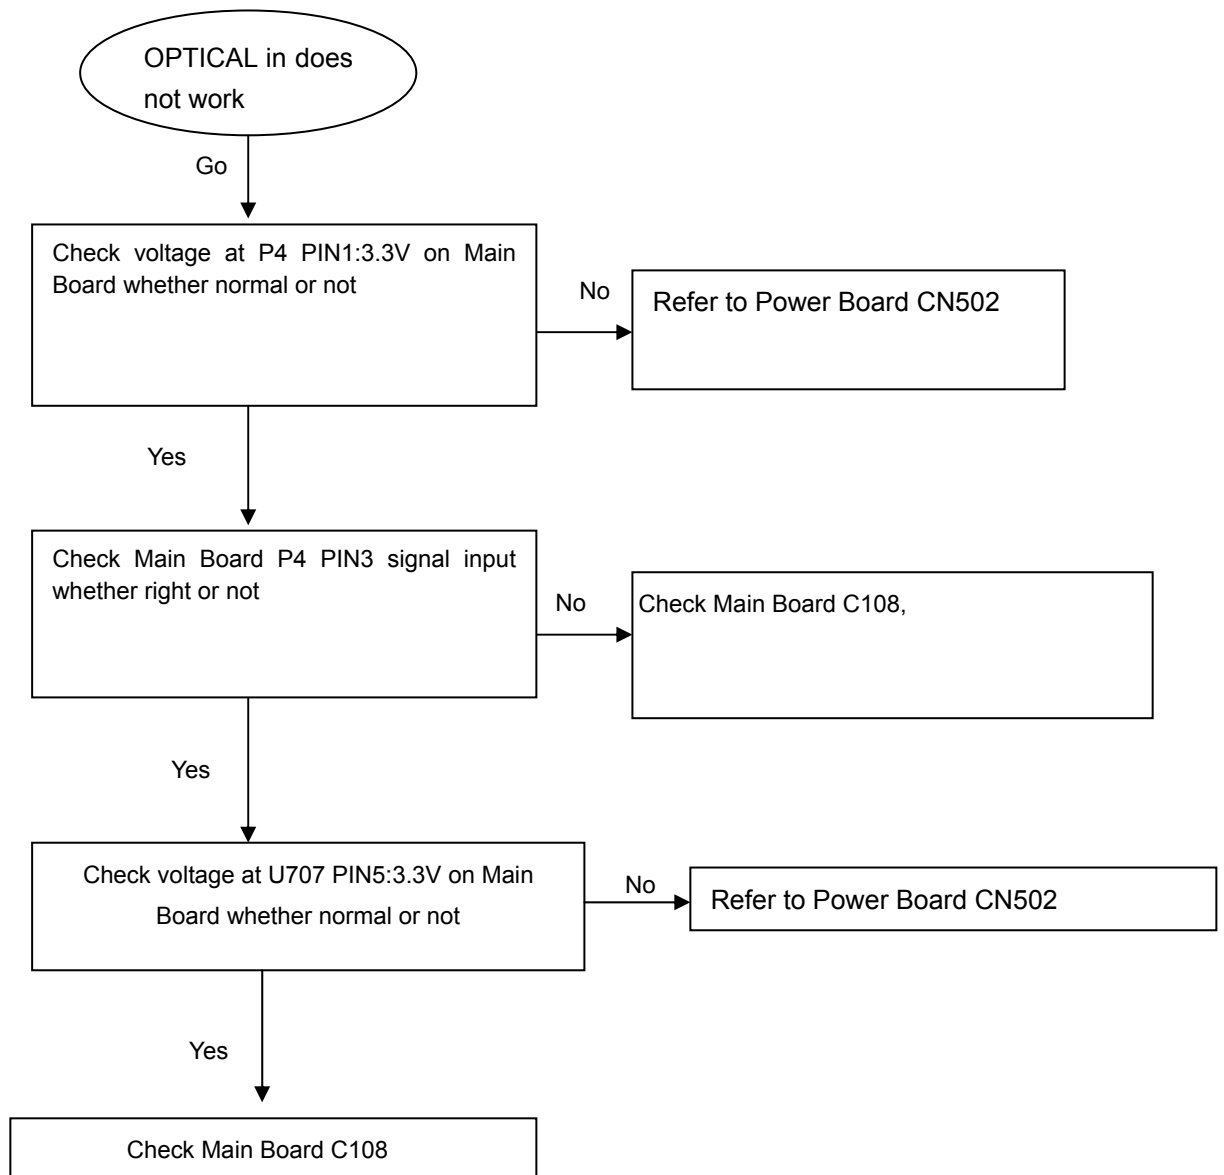 OPTICAL in does
not work
Go
Check voltage at P4 PIN1:3.3V on Main
Board whether normal or not
No
Refer to Power Board CN502
Yes
Check Main Board P4 PIN3 signal input
whether right or not
No
Check Main Board C108,
Yes
Check voltage at U707 PIN5:3.3V on Main
Board whether normal or not
No
Refer to Power Board CN502
Yes
Check Main Board C108